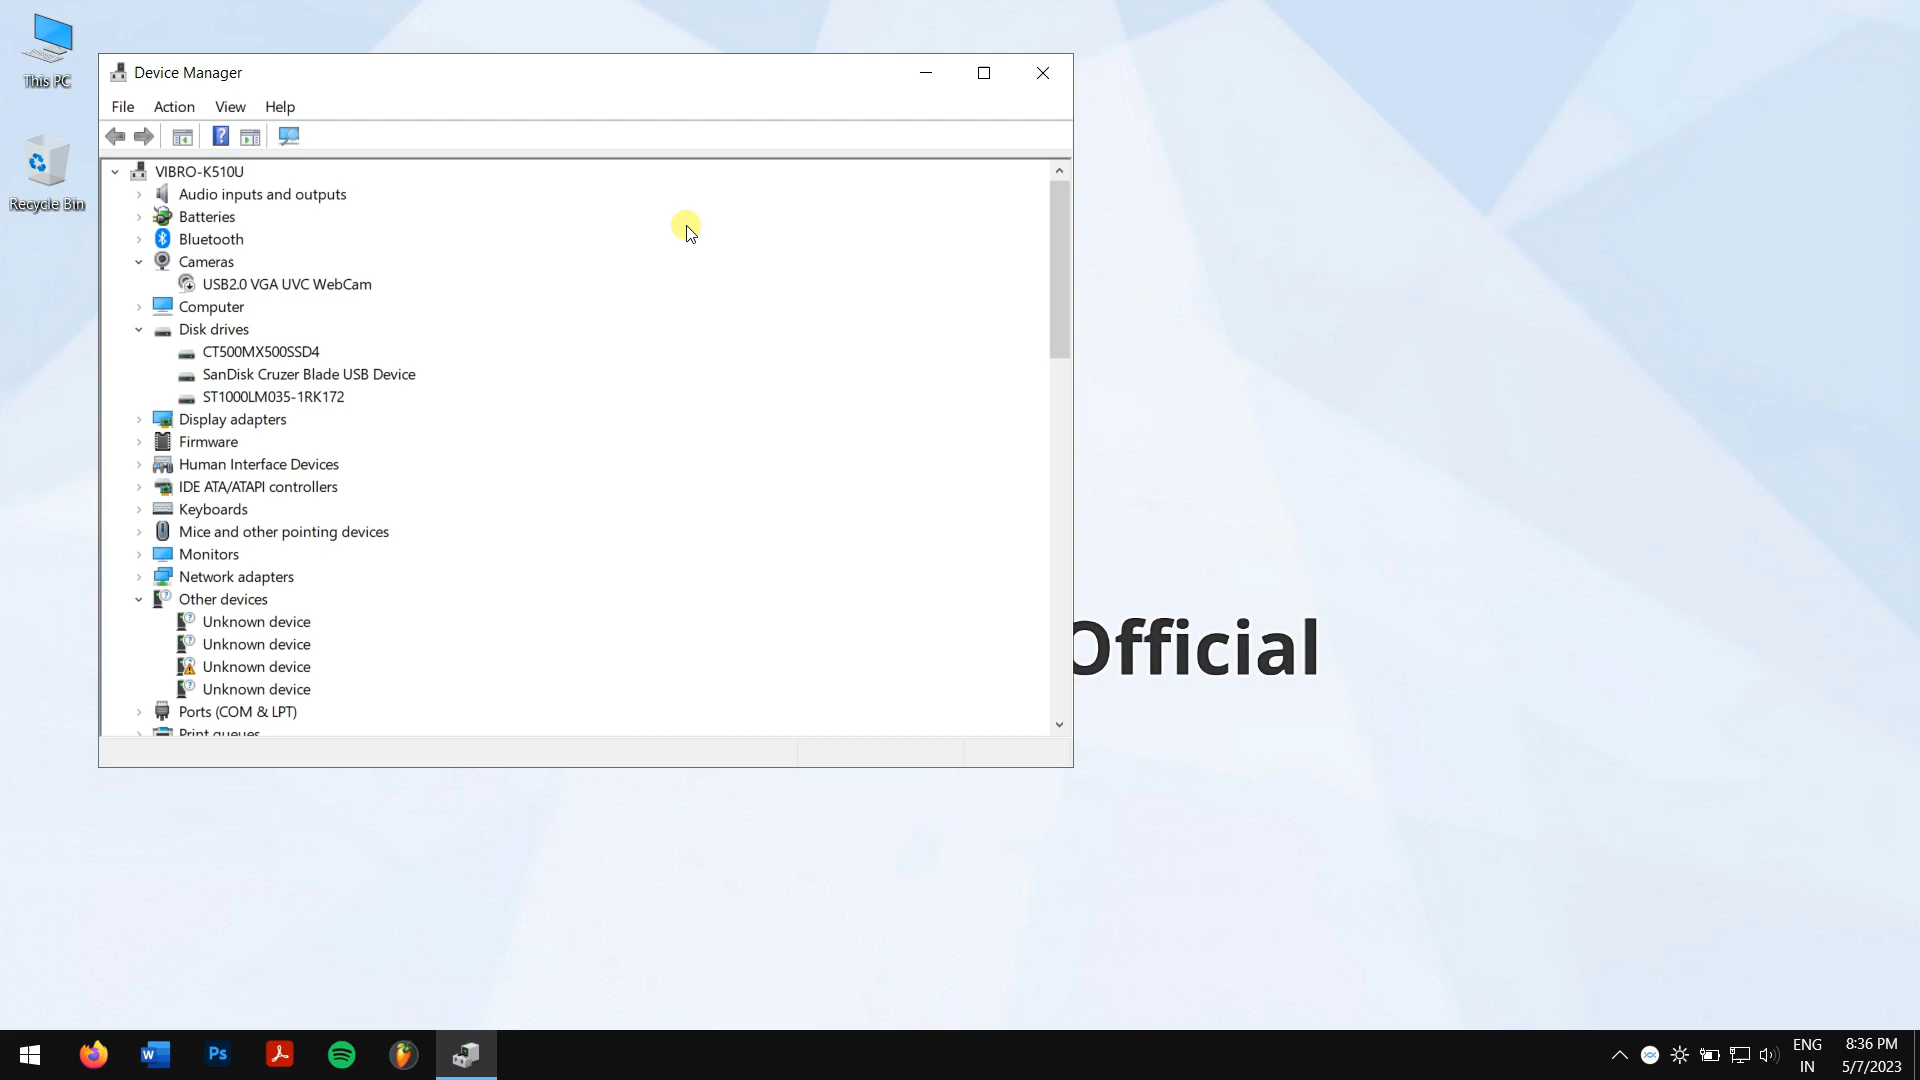 This PC
Recycle Bin
Device Manager
File Action View Help
VIBRO-K510U
Audio inputs and outputs
Batteries
Bluetooth
Cameras
USB2.0 VGA UVC WebCam
Computer
Disk drives
CT500MX500SSD4
SanDisk Cruzer Blade USB Device
ST1000LM035-1RK172
Display adapters
Firmware
Human Interface Devices
IDE ATA/ATAPI controllers
Keyboards
Mice and other pointing devices
Monitors
Network adapters
Other devices
Unknown device
Unknown device
Unknown device
Unknown device
Ports (COM & LPT)
Print queues
Official
Ps
ENG
IN
8:36 PM
5/7/2023